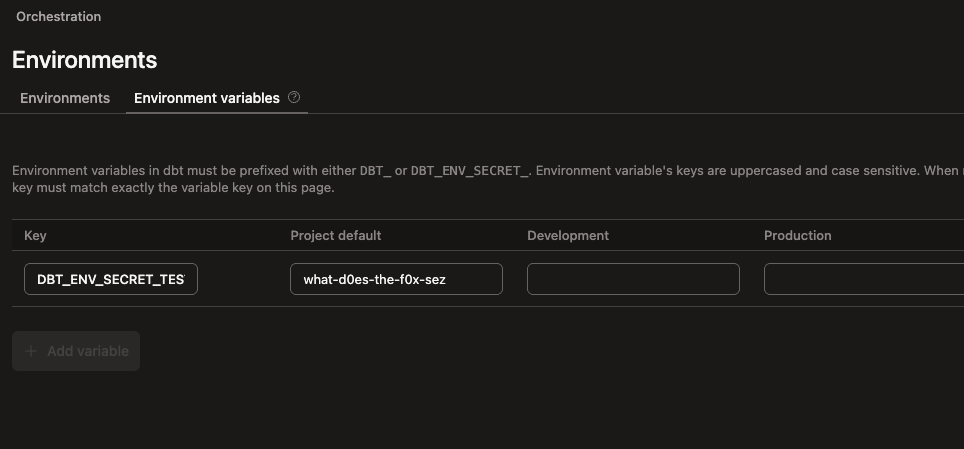 Orchestration
Environments
Environments Environment variables ?
Environment variables in dbt must be prefixed with either DBT_ or DBT_ENV_SECRET_. Environment variable's keys are uppercased and case sensitive. When
key must match exactly the variable key on this page.
Key Project default Development Production
DBT_ENV_SECRET_TES what-d0es-the-f0x-sez
+ Add variable